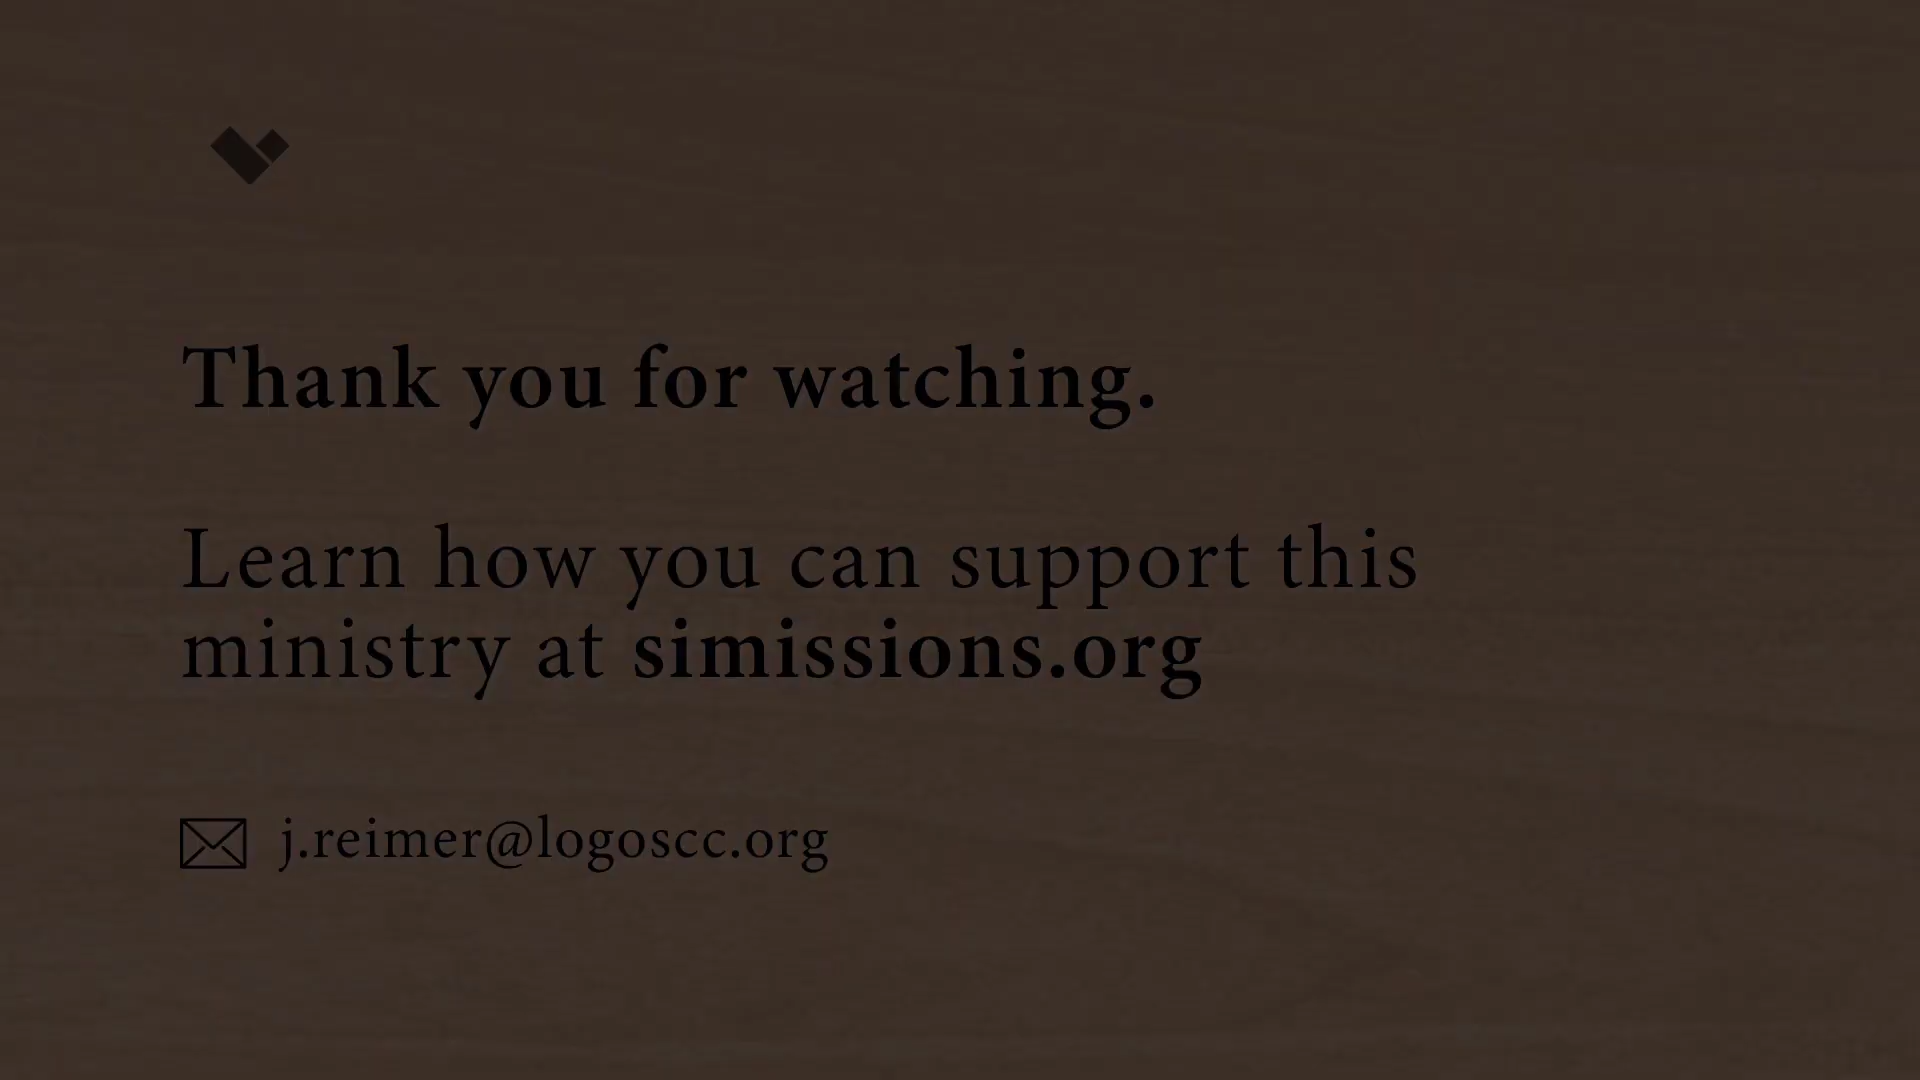 Thank you for watching.
Learn how you can support this
ministry at simissions.org
j.reimer@logoscc.org